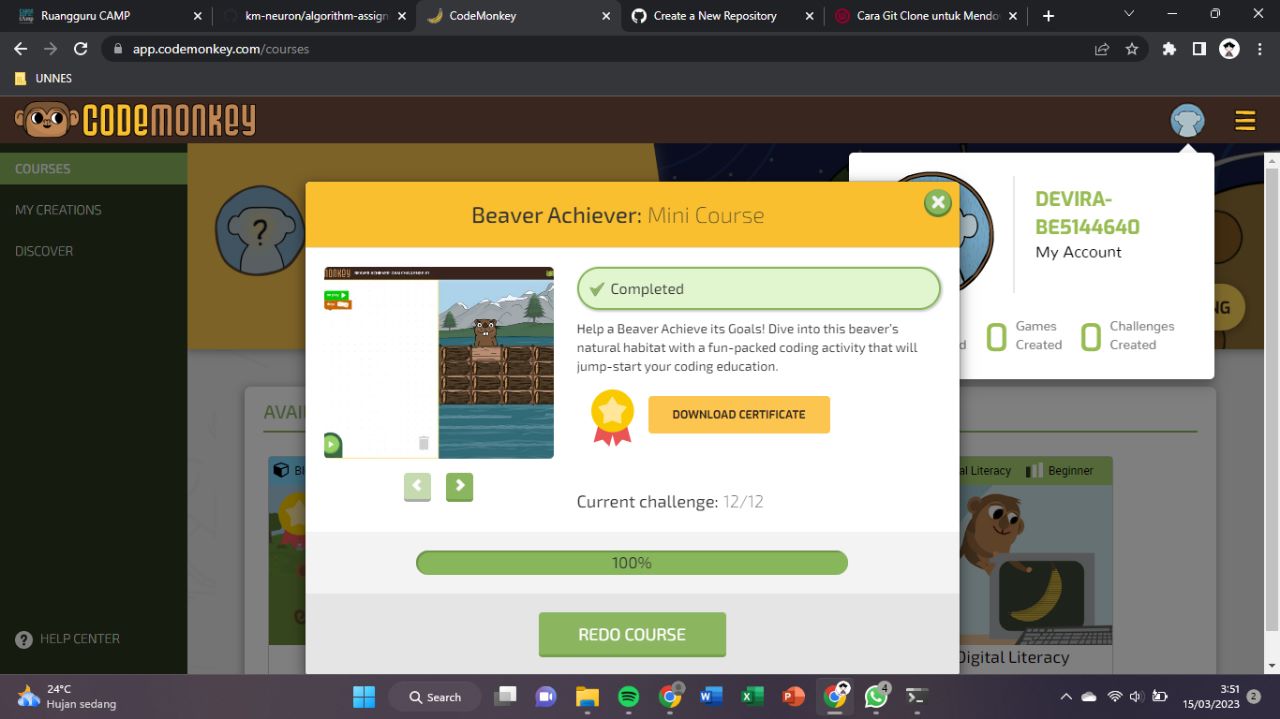 Ruangguru CAMP
km-neuron/algorithm-assign
CodeMonkey
Create a New Repository
Cara Git Clone untuk Mendo
app.codemonkey.com/courses
UNNES
CODEMONKEY
COURSES
MY CREATIONS
DISCOVER
HELP CENTER
DEVIRA-
BE5144640
My Account
0 Games
Created
0 Challenges
Created
Beaver Achiever: Mini Course
Completed
Help a Beaver Achieve its Goals! Dive into this beaver's
natural habitat with a fun-packed coding activity that will
jump-start your coding education.
DOWNLOAD CERTIFICATE
Current challenge: 12/12
100%
REDO COURSE
AVAI
Bl
al Literacy
Beginner
Digital Literacy
NG
24°C
Hujan sedang
Search
4
3:51
15/03/2023
2